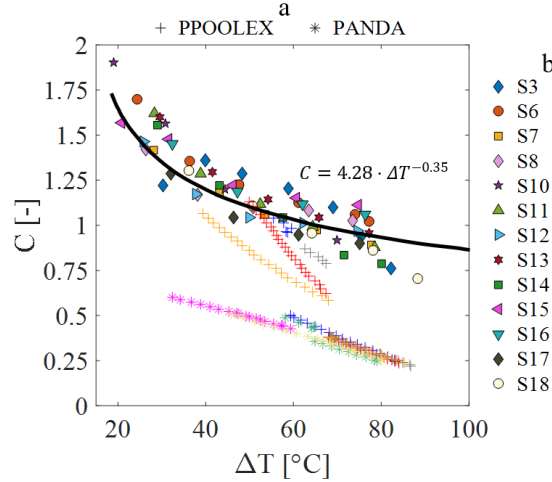 a
+ PPOOLEX * PANDA
b
2
1.75
1.5
1.25
1
0.75
0.5
0.25
0
C [-]
C = 4.28 · ΔT^{-0.35}
20 40 60 80 100
ΔT [°C]
S3
S6
S7
S8
S10
S11
S12
S13
S14
S15
S16
S17
S18